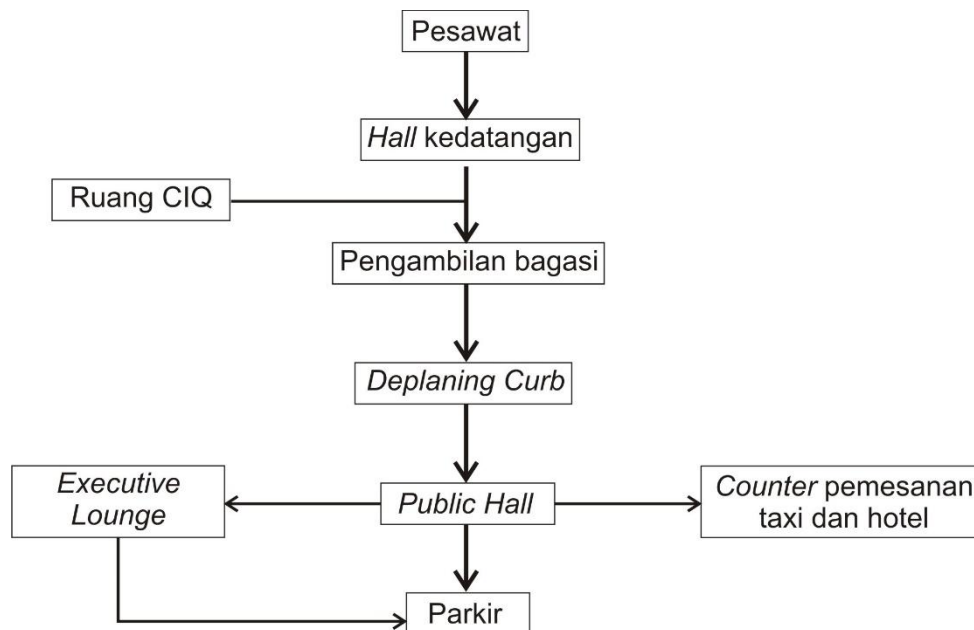 Pesawat
Hall kedatangan
Ruang CIQ
Pengambilan bagasi
Deplaning Curb
Executive
Lounge
Public Hall
Counter pemesanan
taxi dan hotel
Parkir